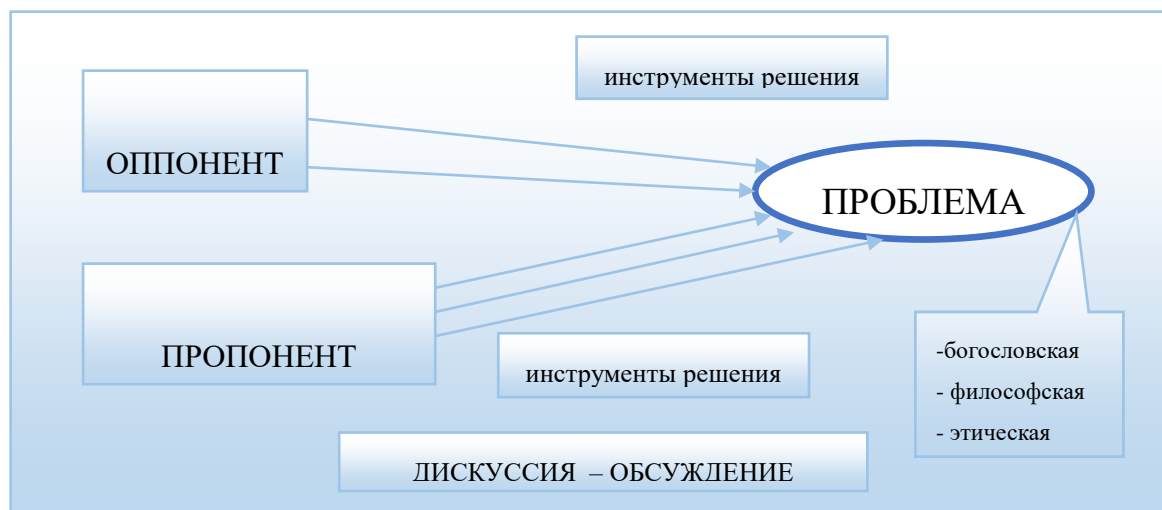 инструменты решения
ОППОНЕНТ
ПРОБЛЕМА
ПРОПОНЕНТ
инструменты решения
-богословская
- философская
- этическая
ДИСКУССИЯ – ОБСУЖДЕНИЕ